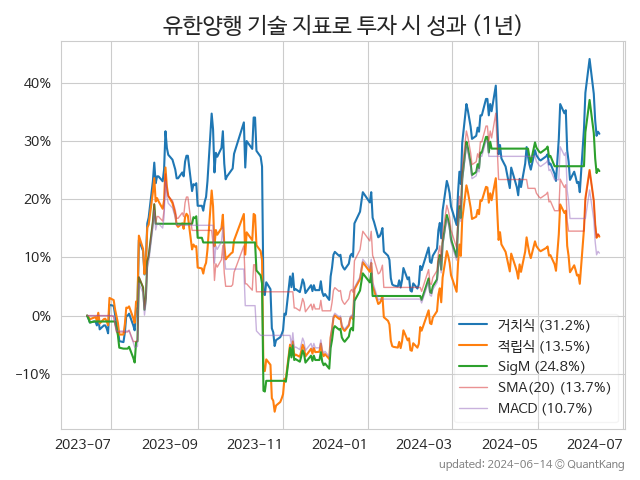 유한양행 기술 지표로 투자 시 성과 (1년)
40%
30%
20%
10%
0%
−10%
거치식 (31.2%)
적립식 (13.5%)
SigM (24.8%)
SMA(20) (13.7%)
MACD (10.7%)
2023-07
2023-09
2023-11
2024-01
2024-03
2024-05
2024-07
updated: 2024-06-14 © QuantKang